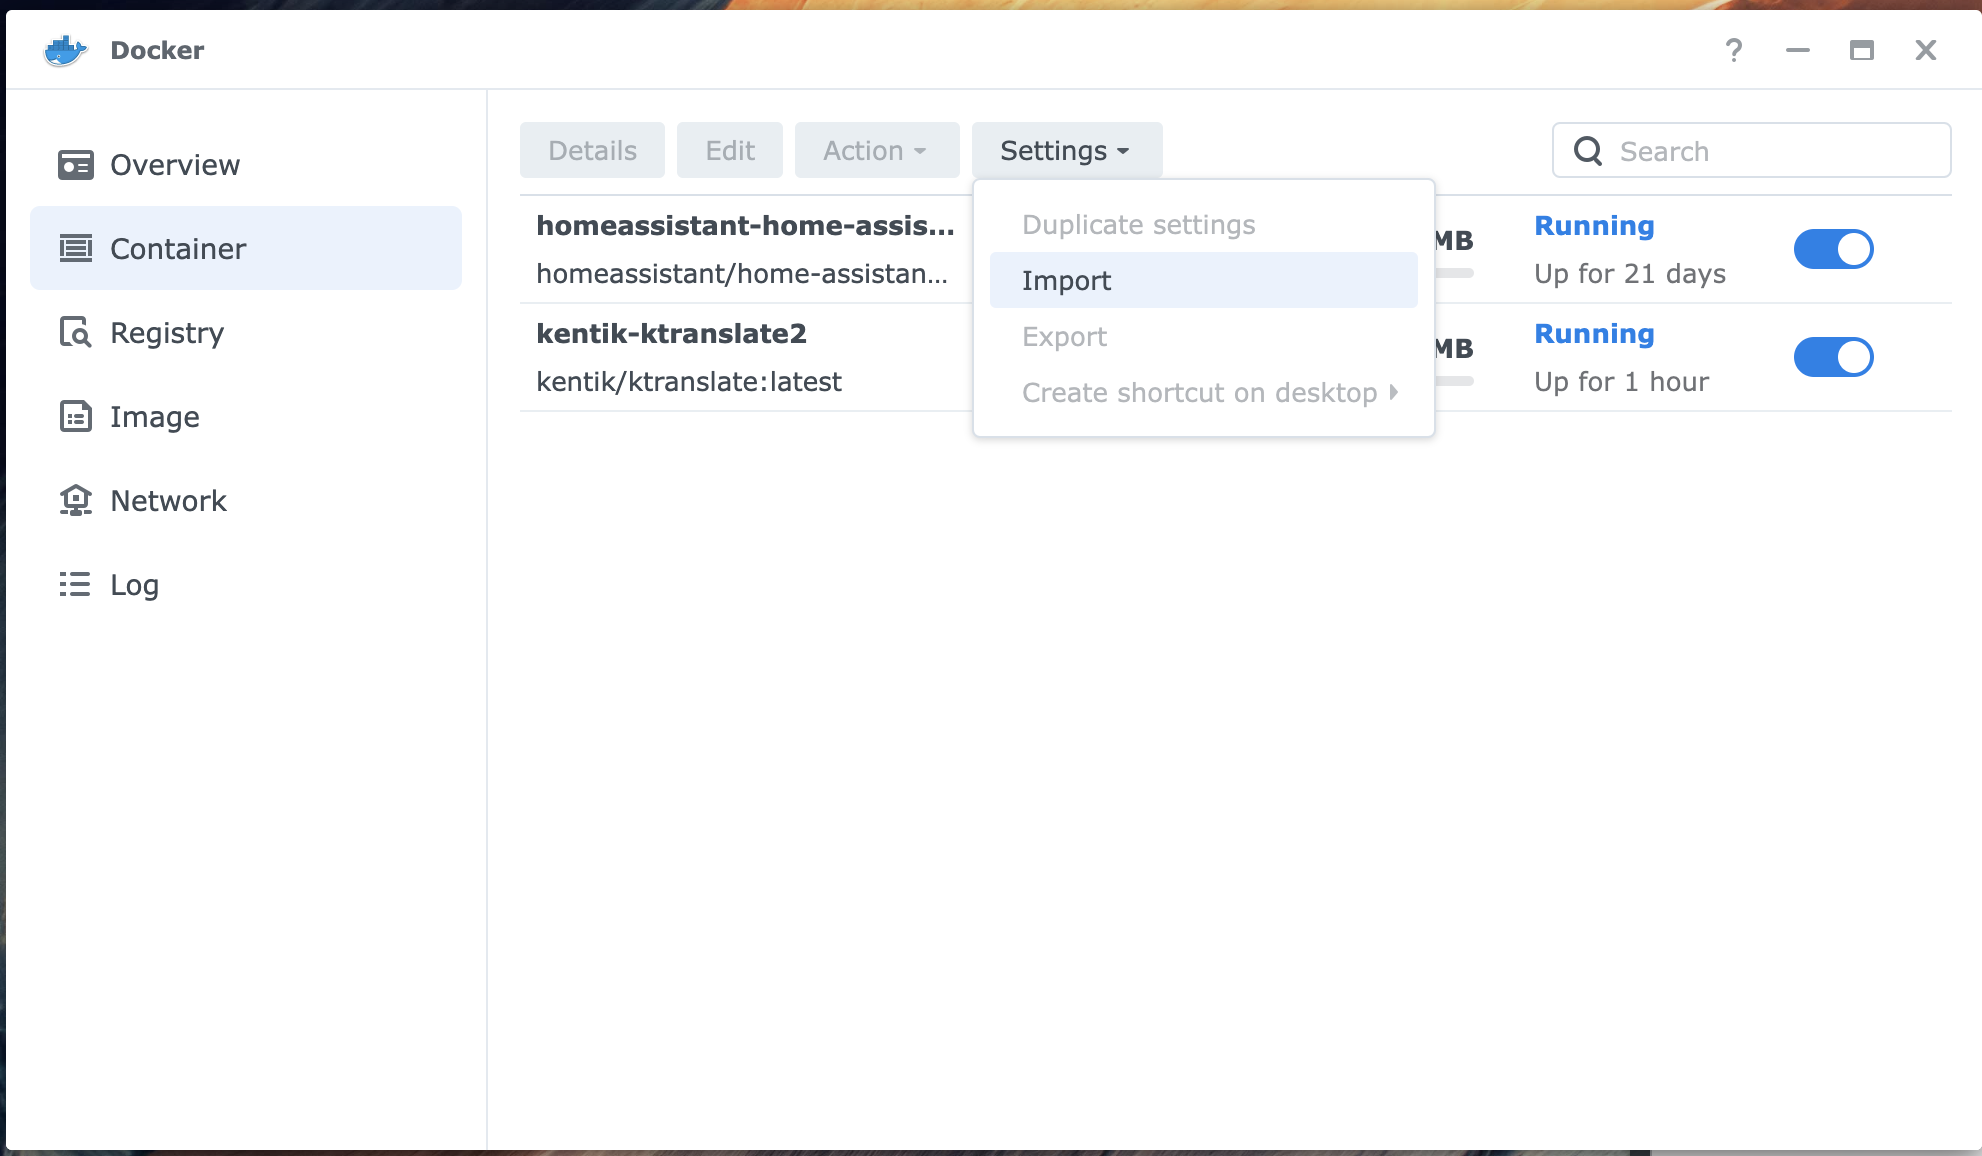 Docker
?
Overview
Container
Registry
Image
Network
Log
Details
Edit
Action
Settings
Search
Duplicate settings
Import
Export
Create shortcut on desktop
homeassistant-home-assis...
homeassistant/home-assistan...
MB
Running
Up for 21 days
kentik-ktranslate2
kentik/ktranslate:latest
MB
Running
Up for 1 hour